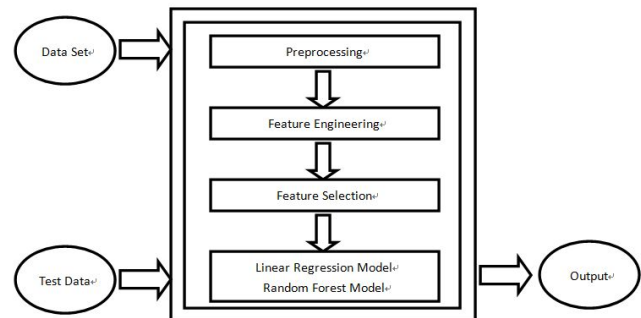 Data Set
Preprocessing
Feature Engineering
Feature Selection
Test Data
Linear Regression Model
Random Forest Model
Output